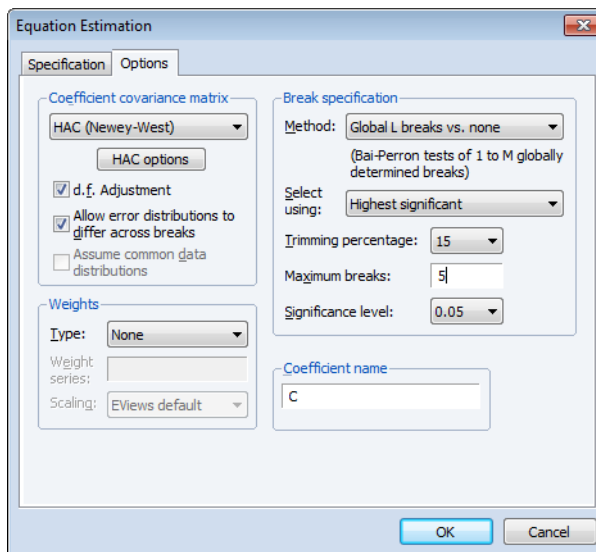 Equation Estimation
Specification
Options
Coefficient covariance matrix
HAC (Newey-West)
HAC options
d.f. Adjustment
Allow error distributions to
differ across breaks
Assume common data
distributions
Weights
Type: None
Weight
series:
Scaling: EViews default
Break specification
Method: Global L breaks vs. none
(Bai-Perron tests of 1 to M globally
determined breaks)
Select
using: Highest significant
Trimming percentage: 15
Maximum breaks: 5
Significance level: 0.05
Coefficient name
C
OK
Cancel